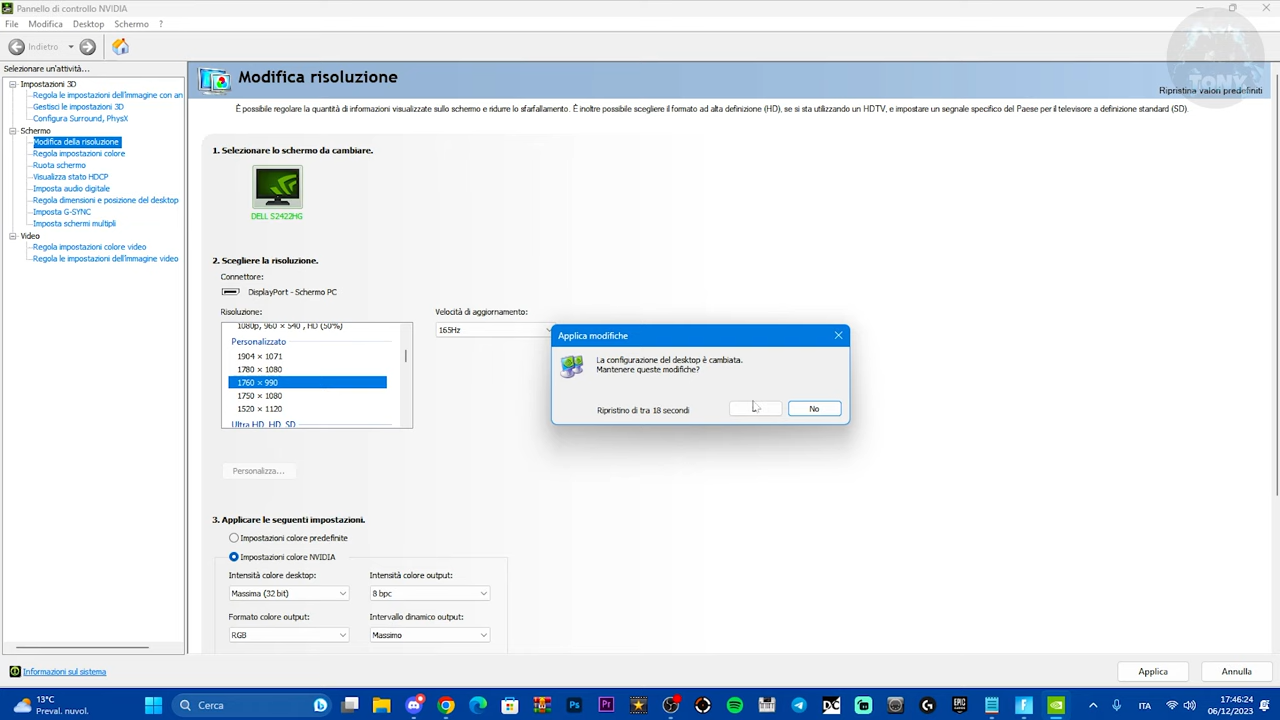 Pannello di controllo NVIDIA
File Modifica Desktop Schermo ?
Indietro
TONY
Selezionare un'attività...
Impostazioni 3D
Regola le impostazioni dell'immagine con an
Gestisci le impostazioni 3D
Configura Surround, PhysX
Schermo
Modifica della risoluzione
Regola impostazioni colore
Ruota schermo
Visualizza stato HDCP
Imposta audio digitale
Regola dimensioni e posizione del desktop
Imposta G-SYNC
Imposta schermi multipli
Video
Regola impostazioni colore video
Regola le impostazioni dell'immagine video
Modifica risoluzione
Ripristina valori predefiniti
È possibile regolare la quantità di informazioni visualizzate sullo schermo e ridurre lo sfarfallamento. È inoltre possibile scegliere il formato ad alta definizione (HD), se si sta utilizzando un HDTV, e impostare un segnale specifico del Paese per il televisore a definizione standard (SD).
1. Selezionare lo schermo da cambiare.
DELL S2422HG
2. Scegliere la risoluzione.
Connettore:
DisplayPort - Schermo PC
Risoluzione:
Velocità di aggiornamento:
1080p, 960 × 540 , HD (50%)
165Hz
Personalizzato
1904 × 1071
1780 × 1080
1760 × 990
1750 × 1080
1520 × 1120
Ultra HD, HD, SD
Personalizza...
Applica modifiche
La configurazione del desktop è cambiata.
Mantenere queste modifiche?
Ripristino di tra 18 secondi
No
3. Applicare le seguenti impostazioni.
Impostazioni colore predefinite
Impostazioni colore NVIDIA
Intensità colore desktop:
Intensità colore output:
Massima (32 bit)
8 bpc
Formato colore output:
Intervallo dinamico output:
RGB
Massimo
Informazioni sul sistema
Applica
Annulla
13°C
Preval. nuvol.
Cerca
ITA
17:46:24
06/12/2023